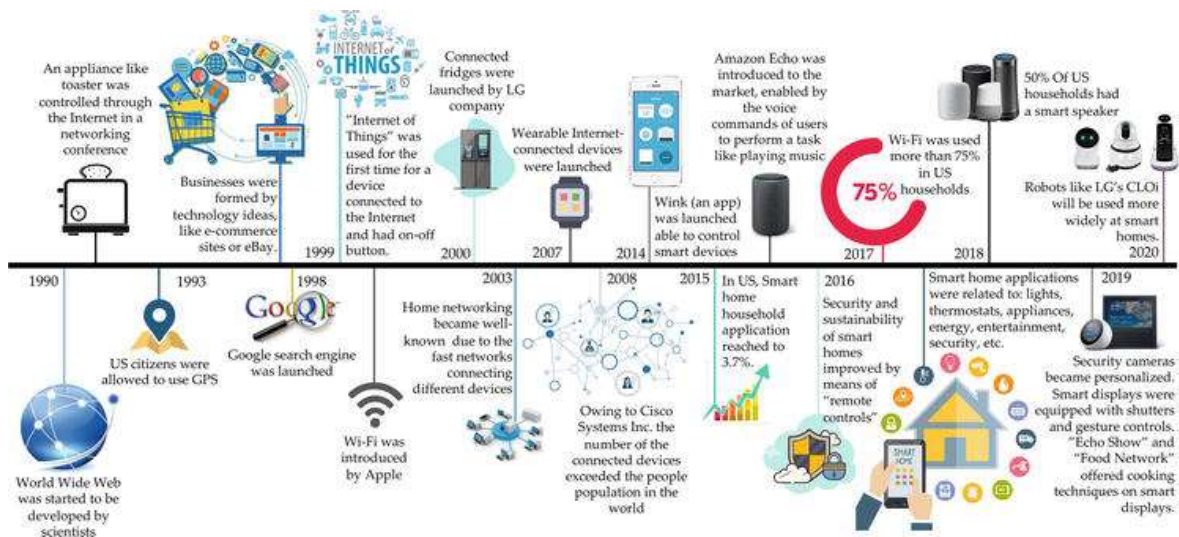 An appliance like
toaster was
controlled through
the Internet in a
networking
conference
Businesses were
formed by
technology ideas,
like e-commerce
sites or eBay.
INTERNET of
THINGS
"Internet of
Things" was
used for the
first time for a
device
connected to
the Internet
and had on-off
button.
1999
Connected
fridges were
launched by LG
company
2000
Wearable Internet-
connected devices
were launched
2007
2014
Wink (an app)
was launched
able to control
smart devices
Amazon Echo was
introduced to the
market, enabled by
the voice
commands of users
to perform a task
like playing music
75%
Wi-Fi was used
more than 75%
in US
households
2017
2018
50% Of US
households had
a smart speaker
Robots like LG's CLOi
will be used more
widely at smart
homes.
2020
1990
World Wide Web
was started to be
developed by
scientists
1993
US citizens were
allowed to use GPS
1998
Google
Google search engine
was launched
Wi-Fi was
introduced
by Apple
2003
Home networking
became well-
known due to the
fast networks
connecting
different devices
2008
Owing to Cisco
Systems Inc. the
number of the
connected devices
exceeded the people
population in the
world
2015
In US, Smart
home
household
application
reached to
3.7%.
2016
Security and
sustainability
of smart
homes
improved by
means of
"remote
controls"
Smart home applications
were related to: lights,
thermostats, appliances,
energy, entertainment,
security, etc.
SMART
HOME
2019
Security cameras
became personalized.
Smart displays were
equipped with shutters
and gesture controls.
"Echo Show" and
"Food Network"
offered cooking
techniques on smart
displays.